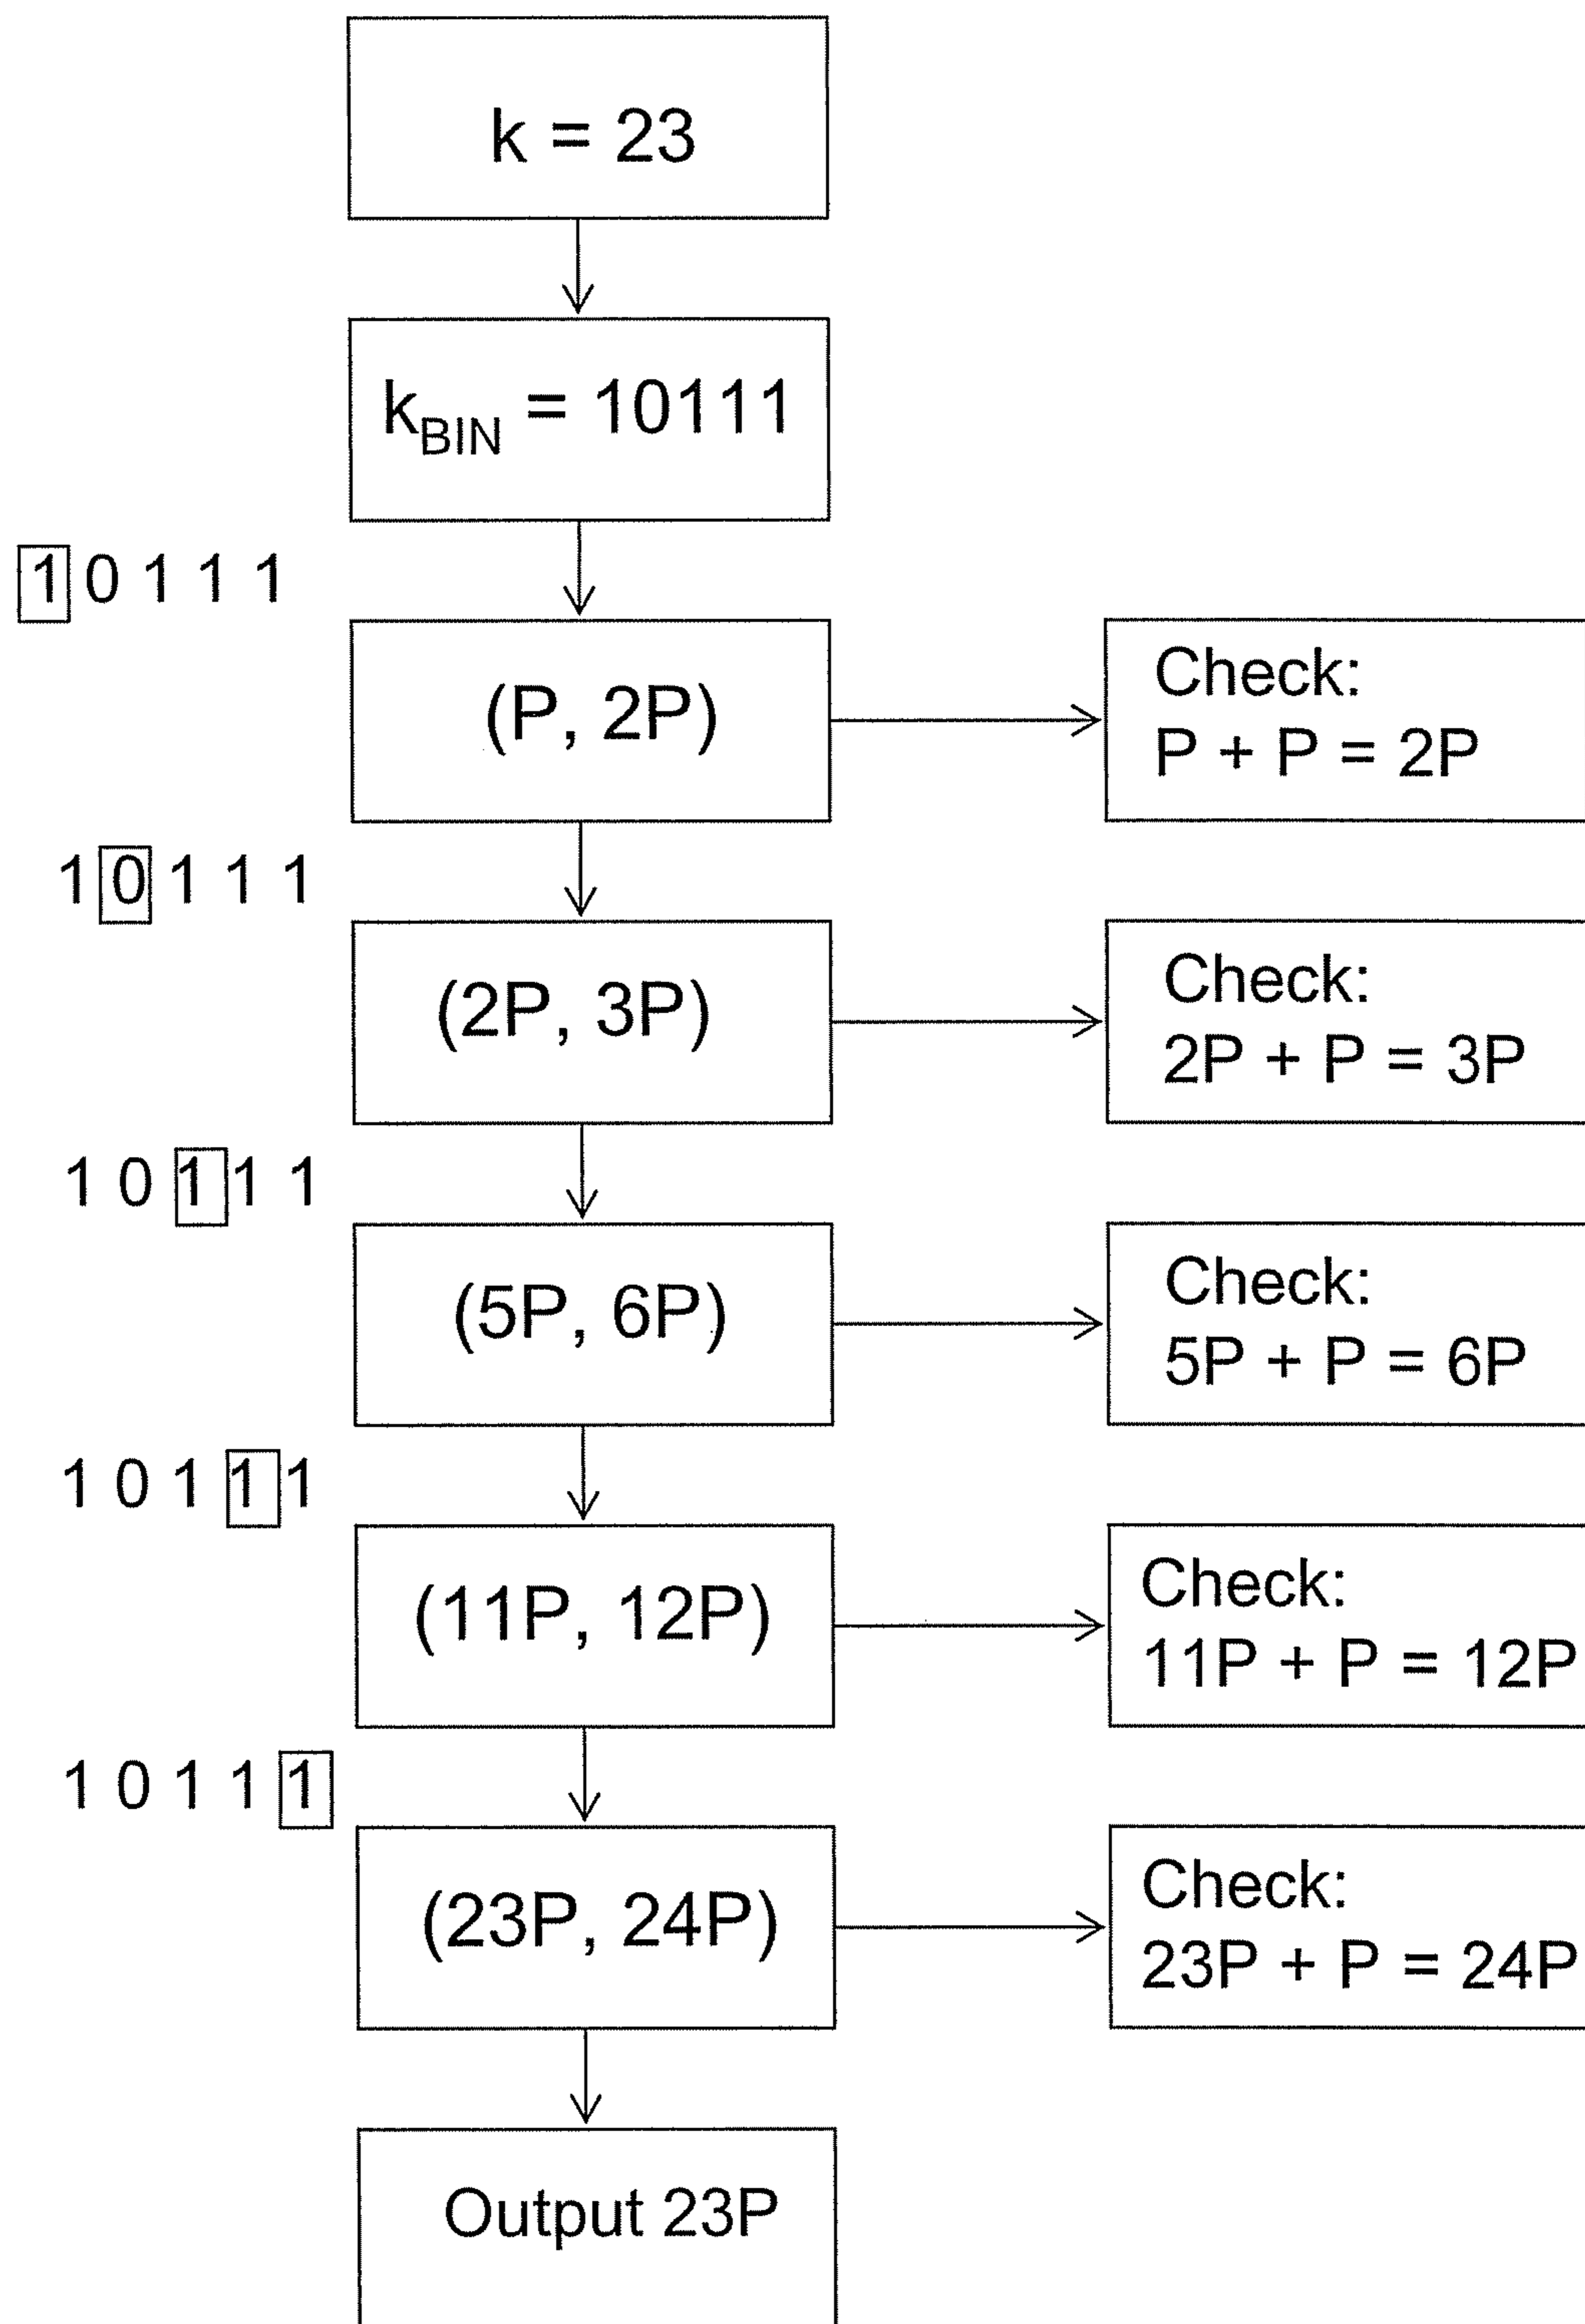 k = 23
k_BIN = 10111
1 0 1 1 1
(P, 2P)
Check:
P + P = 2P
1 0 1 1 1
(2P, 3P)
Check:
2P + P = 3P
1 0 1 1 1
(5P, 6P)
Check:
5P + P = 6P
1 0 1 1 1
(11P, 12P)
Check:
11P + P = 12P
1 0 1 1 1
(23P, 24P)
Check:
23P + P = 24P
Output 23P